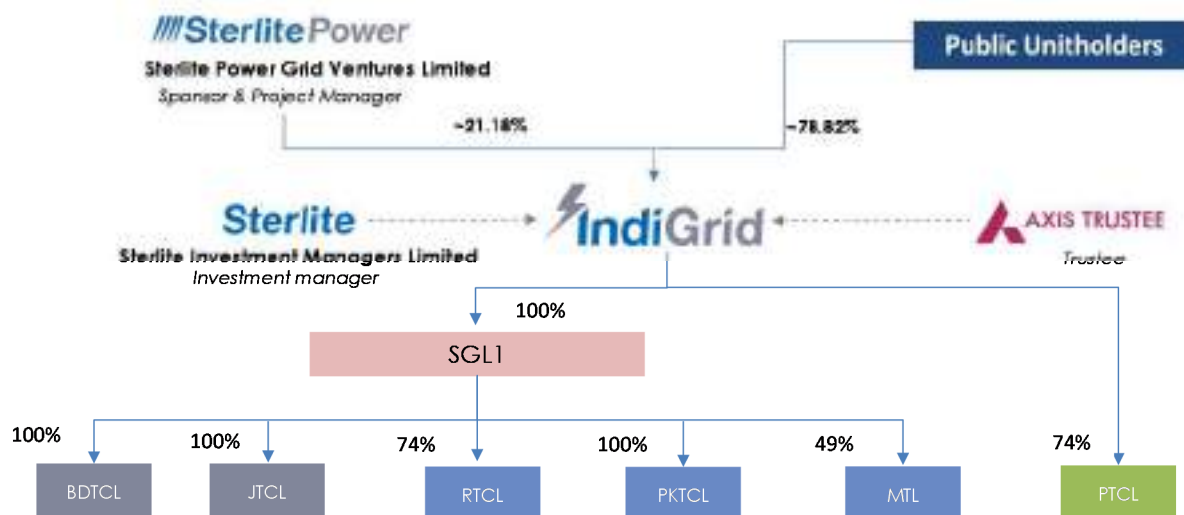 SterlitePower
Public Unitholders
Sterlite Power Grid Ventures Limited
Sponsor & Project Manager
~21.18%
~78.82%
Sterlite
IndiGrid
AXIS TRUSTEE
Sterlite Investment Managers Limited
Trustee
Investment manager
100%
SGL1
100%
100%
74%
100%
49%
74%
BDTCL
JTCL
RTCL
PKTCL
MTL
PTCL